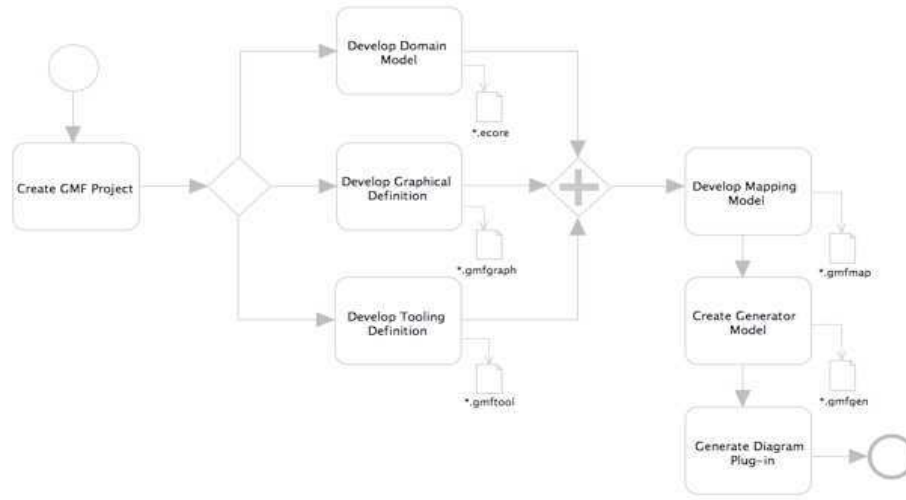 Create GMF Project
Develop Domain
Model
*.ecore
Develop Graphical
Definition
*.gmfgraph
Develop Tooling
Definition
*.gmftool
Develop Mapping
Model
*.gmfmap
Create Generator
Model
*.gmfgen
Generate Diagram
Plug-in